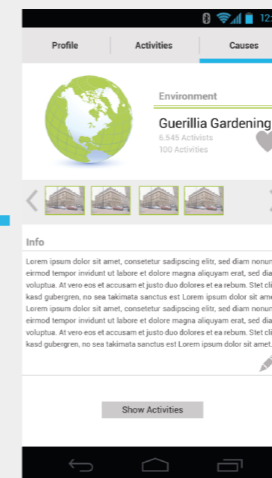 12:
Profile Activities Causes
Environment
Guerillia Gardening
6.545 Activists
100 Activities
Info
Lorem ipsum dolor sit amet, consetetur sadipscing elitr, sed diam nonum
eirmod tempor invidunt ut labore et dolore magna aliquyam erat, sed dia
voluptua. At vero eos et accusam et justo duo dolores et ea rebum. Stet cli
kasd gubergren, no sea takimata sanctus est Lorem ipsum dolor sit ame
Lorem ipsum dolor sit amet, consetetur sadipscing elitr, sed diam nonum
eirmod tempor invidunt ut labore et dolore magna aliquyam erat, sed dia
voluptua. At vero eos et accusam et justo duo dolores et ea rebum. Stet cli
kasd gubergren, no sea takimata sanctus est Lorem ipsum dolor sit amet.
Show Activities